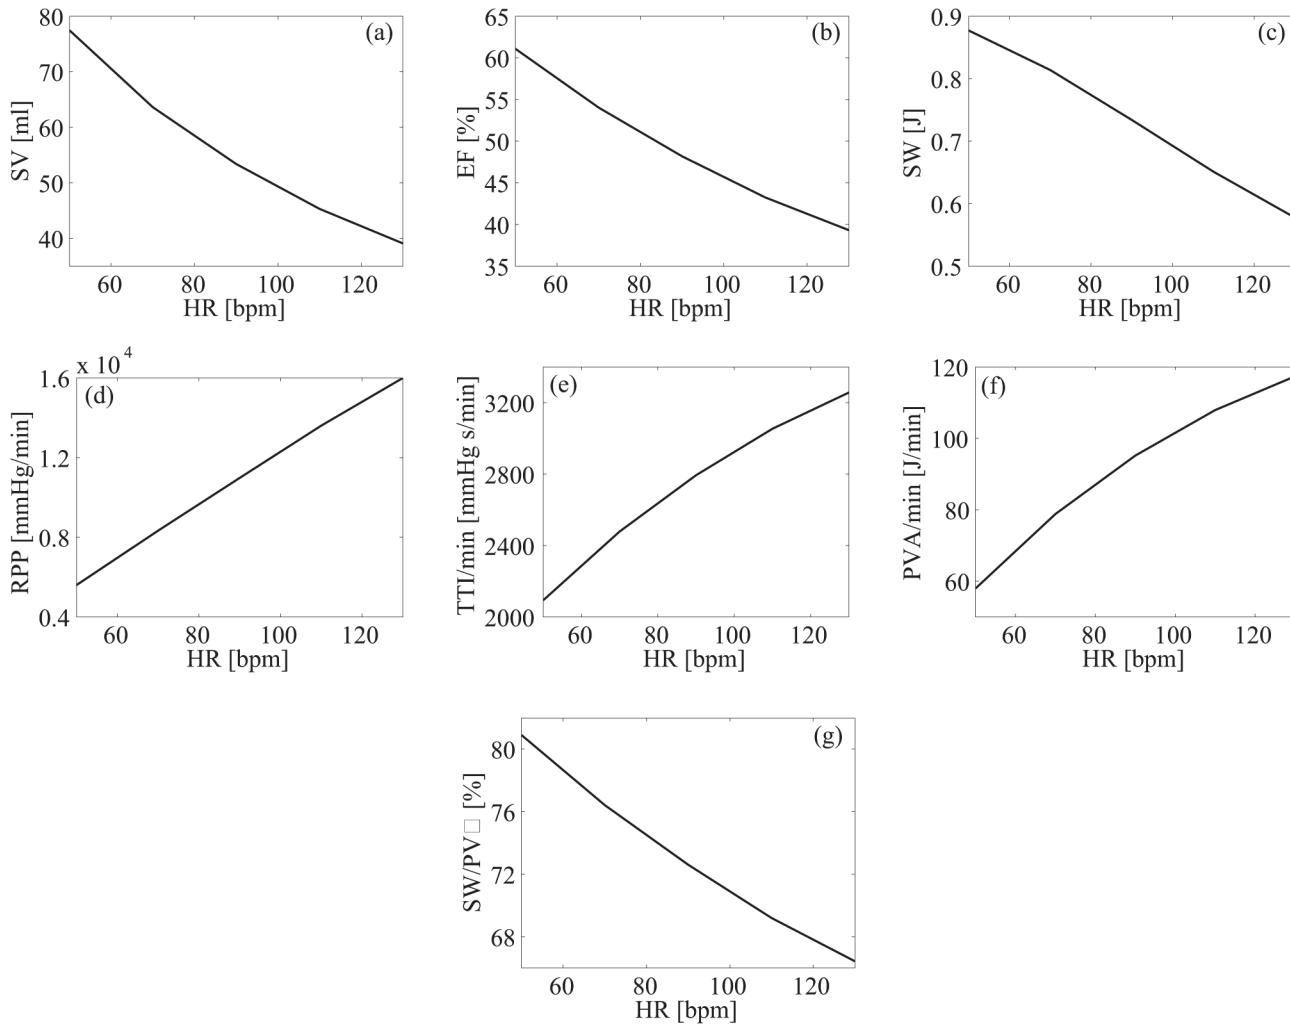 (a)
SV [ml]
80
70
60
50
40
60 80 100 120
HR [bpm]
(b)
EF [%]
65
60
55
50
45
40
35
60 80 100 120
HR [bpm]
(c)
SW [J]
0.9
0.8
0.7
0.6
0.5
60 80 100 120
HR [bpm]
x 10 4
(d)
RPP [mmHg/min]
1.6
1.2
0.8
0.4
60 80 100 120
HR [bpm]
(e)
TTI/min [mmHg s/min]
3200
2800
2400
2000
60 80 100 120
HR [bpm]
(f)
PVA/min [J/min]
120
100
80
60
60 80 100 120
HR [bpm]
(g)
SW/PV□ [%]
80
76
72
68
60 80 100 120
HR [bpm]